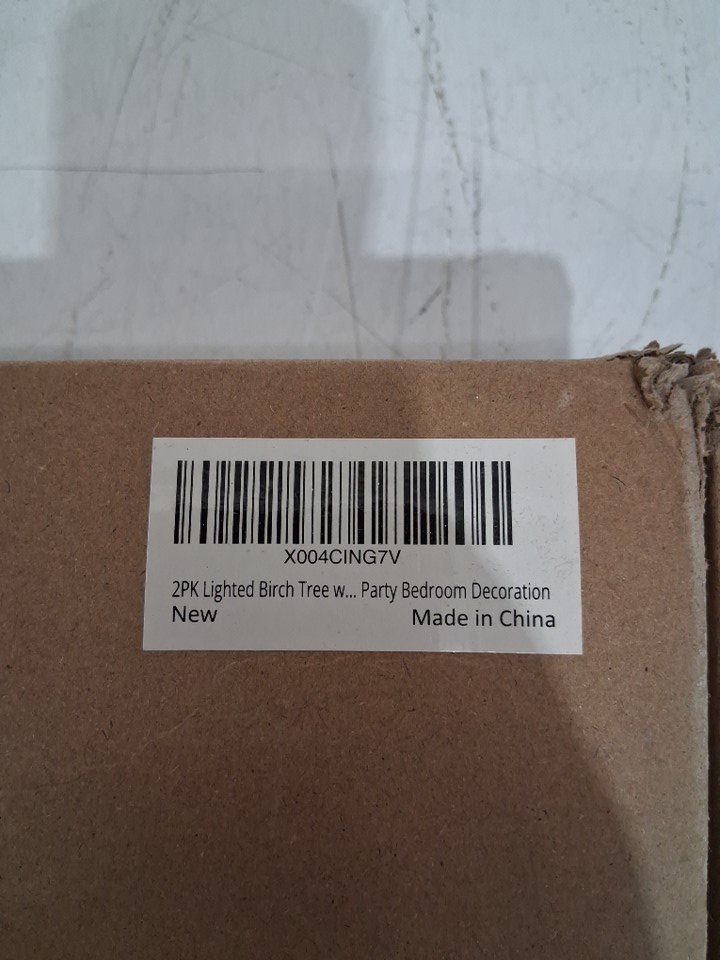 X004CING7V
2PK Lighted Birch Tree w... Party Bedroom Decoration
New
Made in China